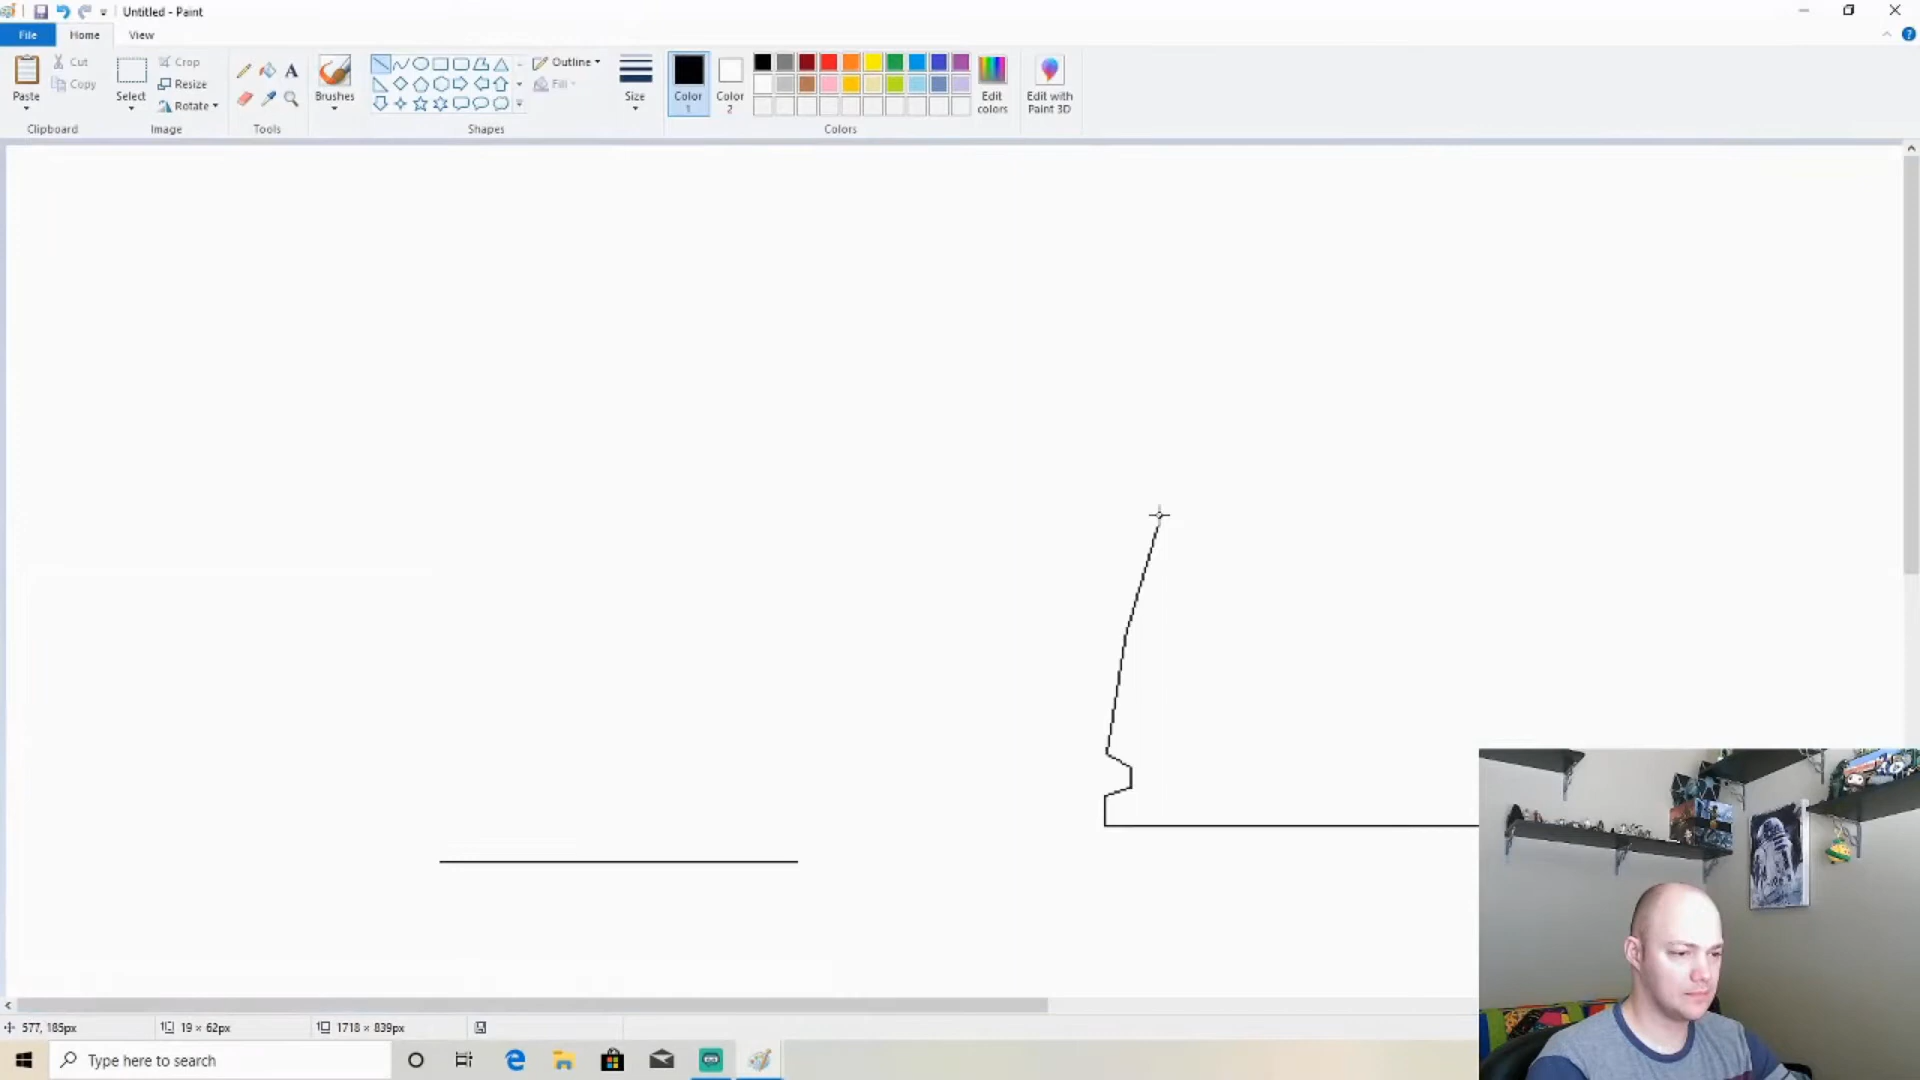 Untitled - Paint
File Home View
Paste Cut Copy Clipboard
Select Crop Resize Rotate Image
Tools
Brushes
Outline Fill Shapes
Size
Color 1 Color 2
Edit colors Colors
Edit with Paint 3D
577, 185px 19 × 62px 1718 × 839px
Type here to search